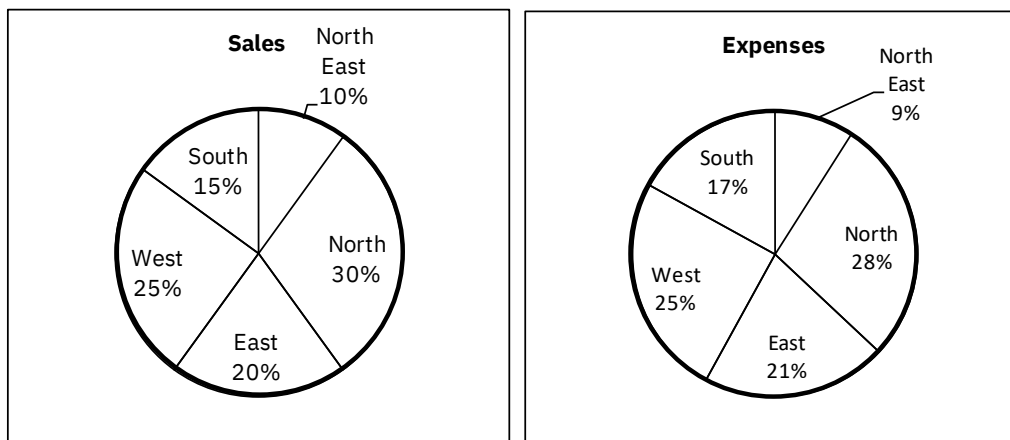 Sales
North
East
10%
North
30%
East
20%
West
25%
South
15%
Expenses
North
East
9%
North
28%
East
21%
West
25%
South
17%